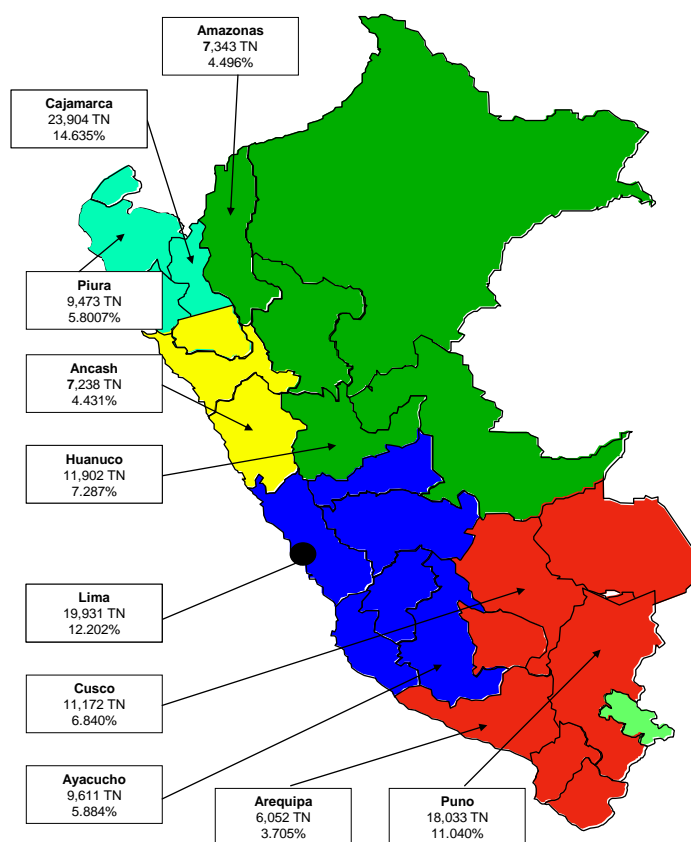 Amazonas
7,343 TN
4.496%
Cajamarca
23,904 TN
14.635%
Piura
9,473 TN
5.8007%
Ancash
7,238 TN
4.431%
Huanuco
11,902 TN
7.287%
Lima
19,931 TN
12.202%
Cusco
11,172 TN
6.840%
Ayacucho
9,611 TN
5.884%
Arequipa
6,052 TN
3.705%
Puno
18,033 TN
11.040%